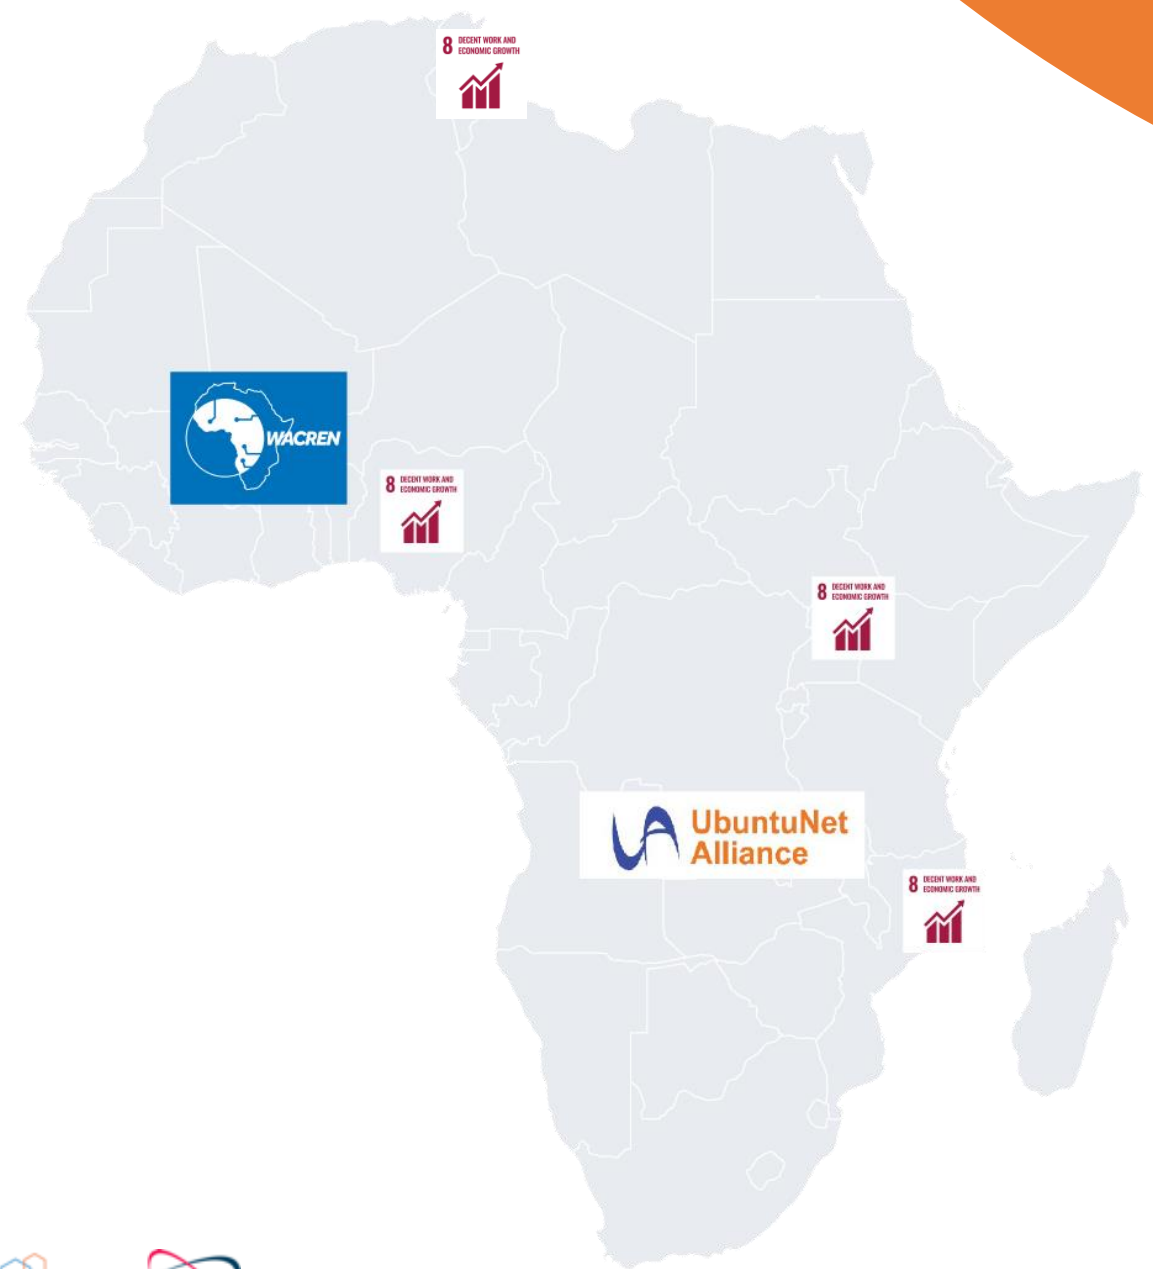 8 DECENT WORK AND
ECONOMIC GROWTH
WACREN
8 DECENT WORK AND
ECONOMIC GROWTH
8 DECENT WORK AND
ECONOMIC GROWTH
UbuntuNet
Alliance
8 DECENT WORK AND
ECONOMIC GROWTH